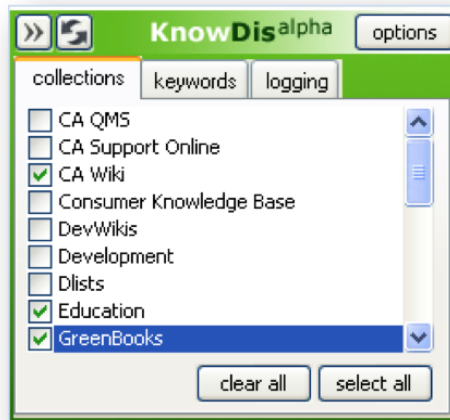 KnowDis alpha options
collections keywords logging
CA QMS
CA Support Online
CA Wiki
Consumer Knowledge Base
DevWikis
Development
Dlists
Education
GreenBooks
clear all select all